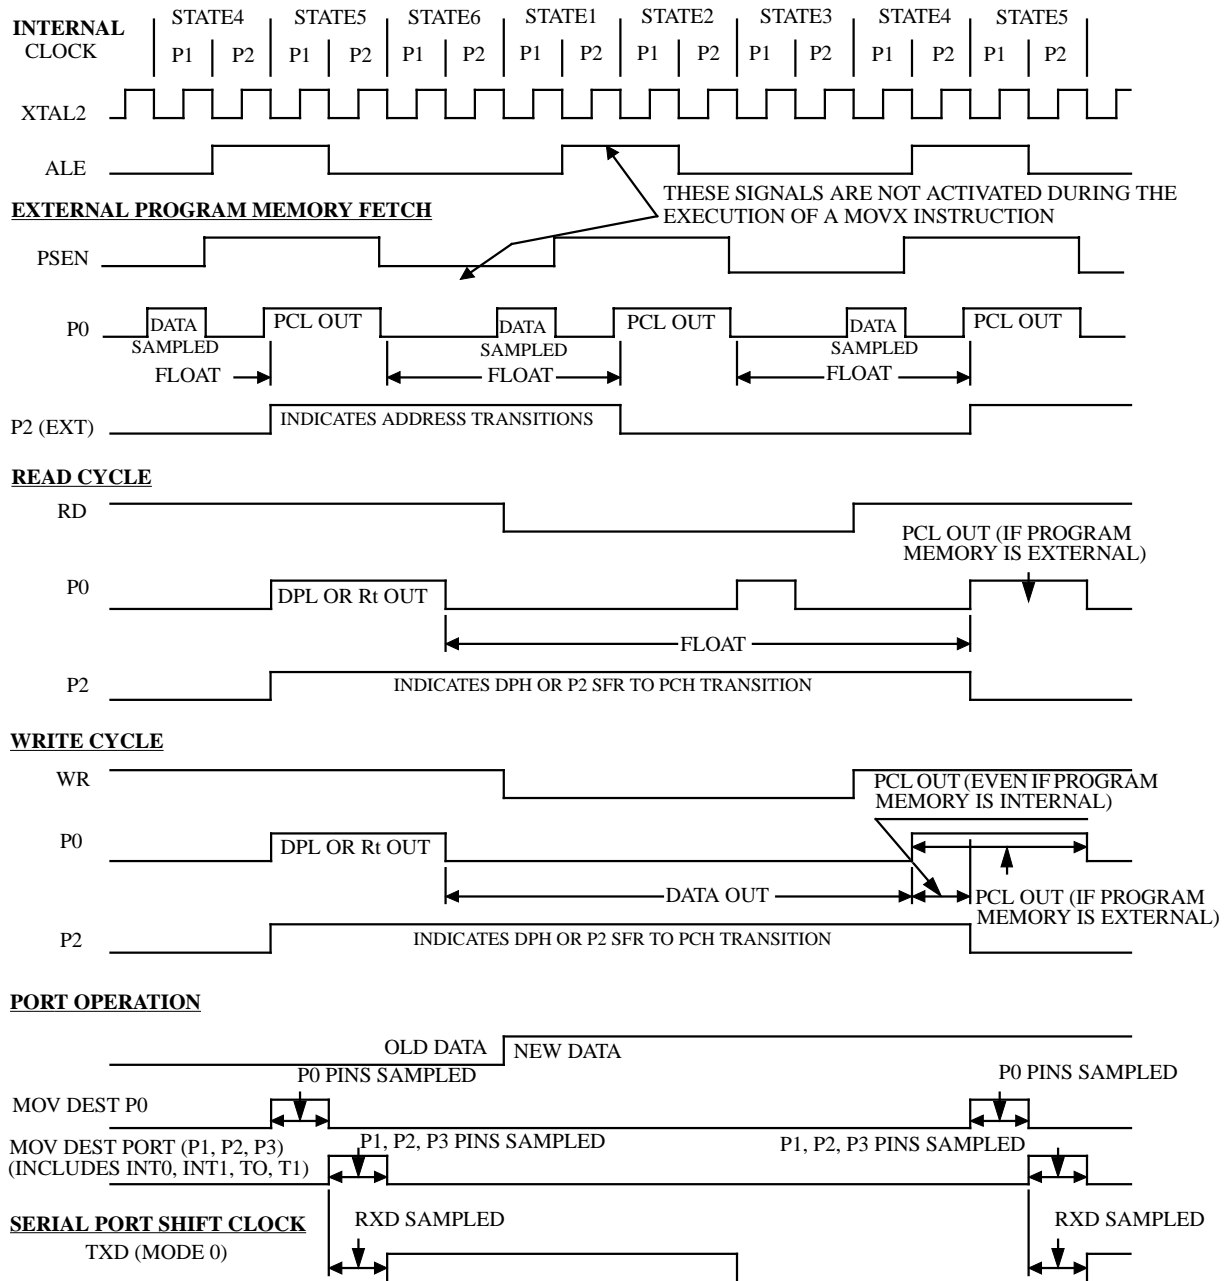 INTERNAL
CLOCK
STATE4 STATE5 STATE6 STATE1 STATE2 STATE3 STATE4 STATE5
P1 P2 P1 P2 P1 P2 P1 P2 P1 P2 P1 P2 P1 P2 P1 P2
XTAL2
ALE
THESE SIGNALS ARE NOT ACTIVATED DURING THE
EXECUTION OF A MOVX INSTRUCTION
EXTERNAL PROGRAM MEMORY FETCH
PSEN
P0
DATA
SAMPLED
PCL OUT
DATA
SAMPLED
PCL OUT
DATA
SAMPLED
PCL OUT
FLOAT FLOAT FLOAT
P2 (EXT)
INDICATES ADDRESS TRANSITIONS
READ CYCLE
RD
PCL OUT (IF PROGRAM
MEMORY IS EXTERNAL)
P0
DPL OR Rt OUT
FLOAT
P2
INDICATES DPH OR P2 SFR TO PCH TRANSITION
WRITE CYCLE
WR
PCL OUT (EVEN IF PROGRAM
MEMORY IS INTERNAL)
P0
DPL OR Rt OUT
DATA OUT
PCL OUT (IF PROGRAM
MEMORY IS EXTERNAL)
P2
INDICATES DPH OR P2 SFR TO PCH TRANSITION
PORT OPERATION
OLD DATA NEW DATA
P0 PINS SAMPLED P0 PINS SAMPLED
MOV DEST P0
MOV DEST PORT (P1, P2, P3)
(INCLUDES INT0, INT1, TO, T1)
P1, P2, P3 PINS SAMPLED P1, P2, P3 PINS SAMPLED
SERIAL PORT SHIFT CLOCK
TXD (MODE 0)
RXD SAMPLED RXD SAMPLED